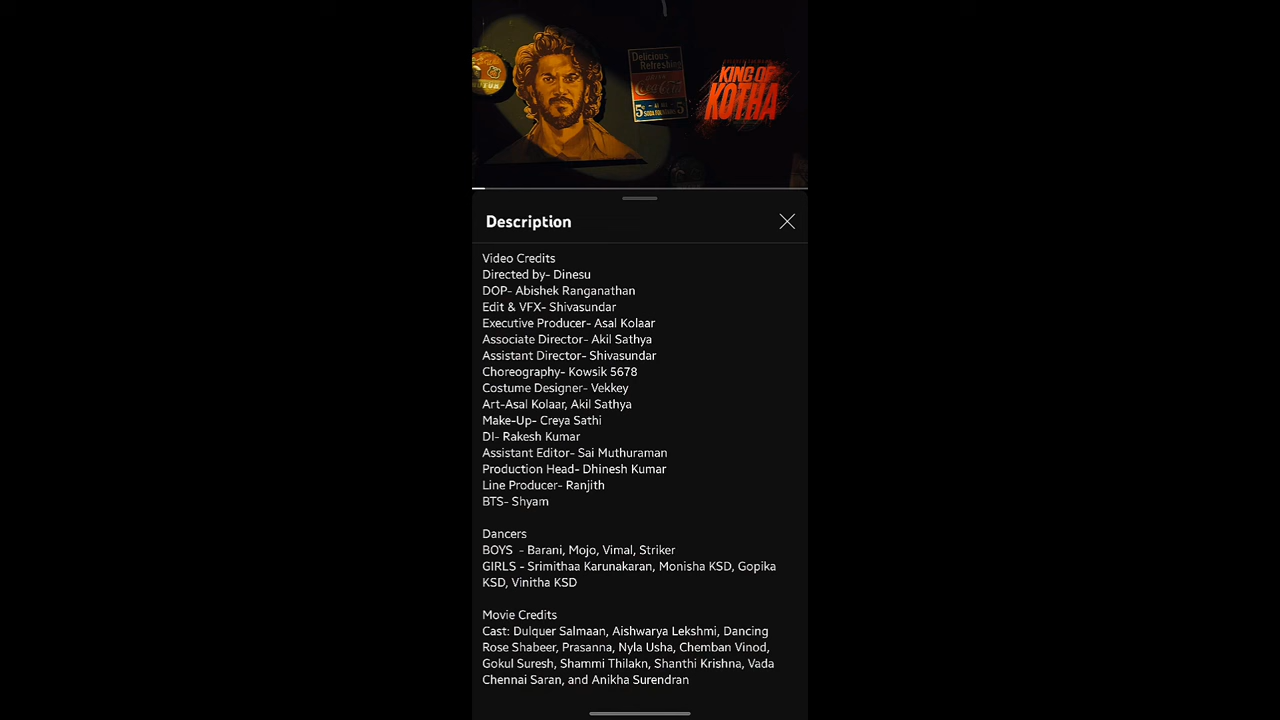 Delicious
Refreshing
DRINK
Coca-Cola
5
5
KING OF
KOTHA
Description
Video Credits
Directed by- Dinesu
DOP- Abishek Ranganathan
Edit & VFX- Shivasundar
Executive Producer- Asal Kolaar
Associate Director- Akil Sathya
Assistant Director- Shivasundar
Choreography- Kowsik 5678
Costume Designer- Vekkey
Art-Asal Kolaar, Akil Sathya
Make-Up- Creya Sathi
DI- Rakesh Kumar
Assistant Editor- Sai Muthuraman
Production Head- Dhinesh Kumar
Line Producer- Ranjith
BTS- Shyam
Dancers
BOYS  - Barani, Mojo, Vimal, Striker
GIRLS - Srimithaa Karunakaran, Monisha KSD, Gopika
KSD, Vinitha KSD
Movie Credits
Cast: Dulquer Salmaan, Aishwarya Lekshmi, Dancing
Rose Shabeer, Prasanna, Nyla Usha, Chemban Vinod,
Gokul Suresh, Shammi Thilakn, Shanthi Krishna, Vada
Chennai Saran, and Anikha Surendran